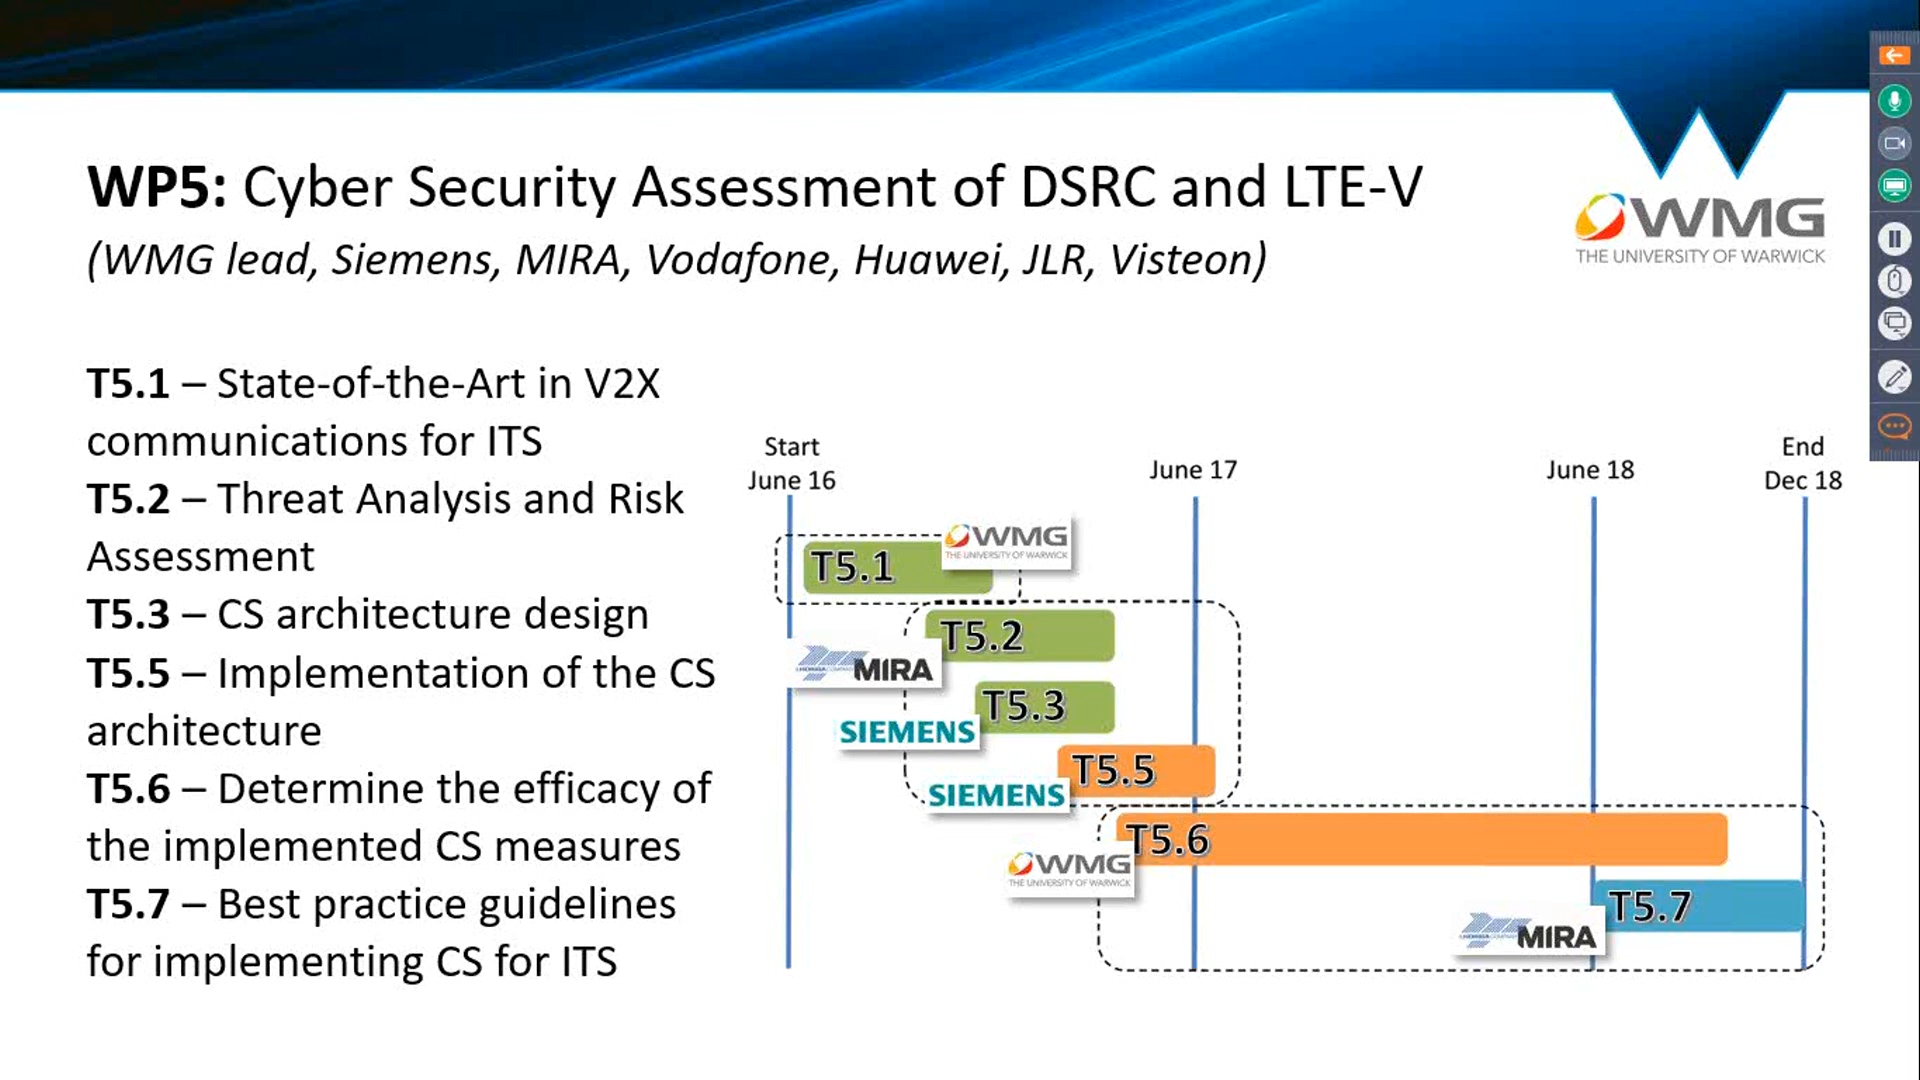 WP5: Cyber Security Assessment of DSRC and LTE-V
(WMG lead, Siemens, MIRA, Vodafone, Huawei, JLR, Visteon)
WMG
THE UNIVERSITY OF WARWICK
T5.1 – State-of-the-Art in V2X
communications for ITS
T5.2 – Threat Analysis and Risk
Assessment
T5.3 – CS architecture design
T5.5 – Implementation of the CS
architecture
T5.6 – Determine the efficacy of
the implemented CS measures
T5.7 – Best practice guidelines
for implementing CS for ITS
Start
June 16
June 17
June 18
End
Dec 18
T5.1
WMG
THE UNIVERSITY OF WARWICK
T5.2
MIRA
T5.3
SIEMENS
T5.5
SIEMENS
T5.6
WMG
THE UNIVERSITY OF WARWICK
T5.7
MIRA